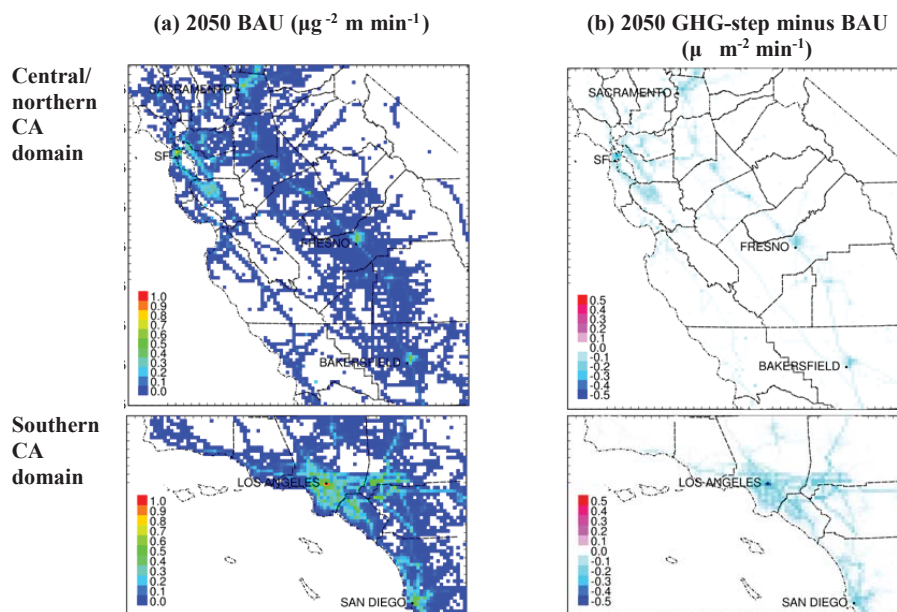 (a) 2050 BAU (µg⁻² m min⁻¹)
(b) 2050 GHG-step minus BAU
(µ m⁻² min⁻¹)
Central/
northern
CA
domain
SACRAMENTO
SF
FRESNO
BAKERSFIELD
1.0
0.9
0.8
0.7
0.6
0.5
0.4
0.3
0.2
0.1
0.0
SACRAMENTO
SF
FRESNO
BAKERSFIELD
0.5
0.3
0.2
0.1
0.0
-0.1
-0.2
-0.3
-0.4
-0.5
Southern
CA
domain
LOS ANGELES
SAN DIEGO
1.0
0.9
0.8
0.7
0.6
0.5
0.4
0.3
0.2
0.1
0.0
LOS ANGELES
SAN DIEGO
0.5
0.3
0.2
0.1
0.0
-0.1
-0.2
-0.3
-0.4
-0.5